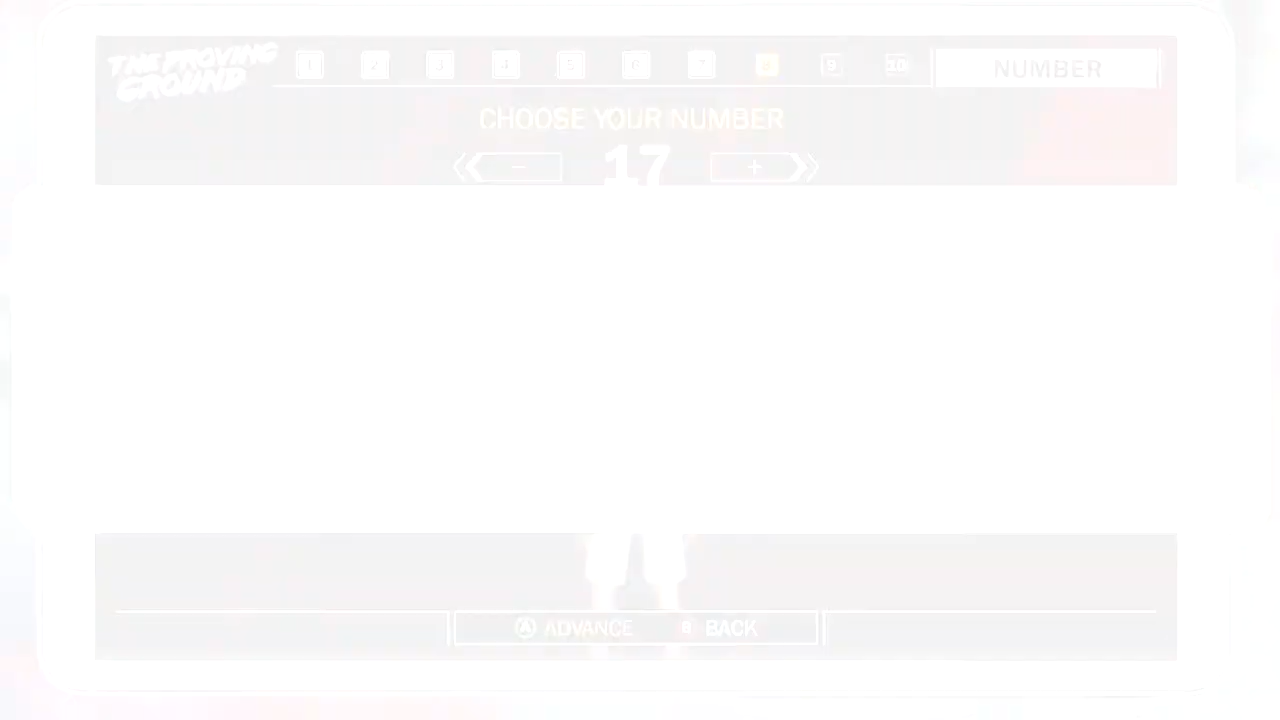 THE PROVING
GROUND
1 2 3 4 5 6 7 8 9 10
NUMBER
CHOOSE YOUR NUMBER
- 17 +
A ADVANCE B BACK